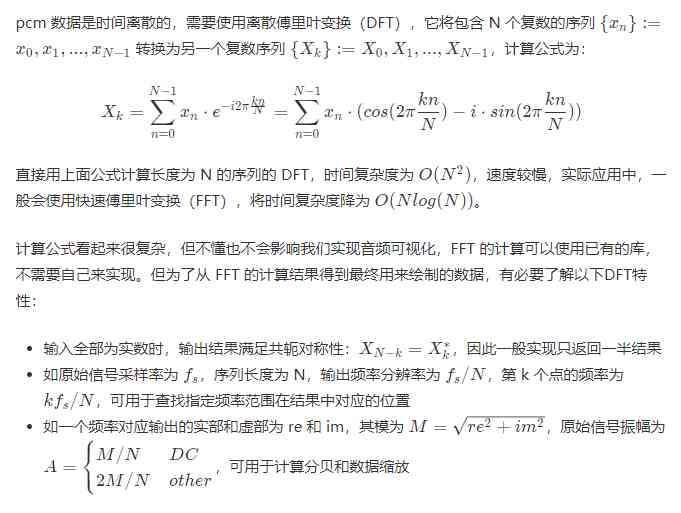 pcm 数据是时间离散的，需要使用离散傅里叶变换（DFT），它将包含 N 个复数的序列 $\{x_n\} :=$
$x_0, x_1, ..., x_{N-1}$ 转换为另一个复数序列 $\{X_k\} := X_0, X_1, ..., X_{N-1}$，计算公式为：
$X_k = \sum_{n=0}^{N-1} x_n \cdot e^{-i2\pi\frac{kn}{N}} = \sum_{n=0}^{N-1} x_n \cdot (cos(2\pi\frac{kn}{N}) - i \cdot sin(2\pi\frac{kn}{N}))$
直接用上面公式计算长度为 N 的序列的 DFT，时间复杂度为 $O(N^2)$，速度较慢，实际应用中，一
般会使用快速傅里叶变换（FFT），将时间复杂度降为 $O(Nlog(N))$。
计算公式看起来很复杂，但不懂也不会影响我们实现音频可视化，FFT 的计算可以使用已有的库，
不需要自己来实现。但为了从 FFT 的计算结果得到最终用来绘制的数据，有必要了解以下DFT特
性：
• 输入全部为实数时，输出结果满足共轭对称性：$X_{N-k} = X_k^*$，因此一般实现只返回一半结果
• 如原始信号采样率为 $f_s$，序列长度为 N，输出频率分辨率为 $f_s/N$，第 k 个点的频率为
$kf_s/N$，可用于查找指定频率范围在结果中对应的位置
• 如一个频率对应输出的实部和虚部为 re 和 im，其模为 $M = \sqrt{re^2 + im^2}$，原始信号振幅为
$A = \begin{cases} M/N & DC \\ 2M/N & other \end{cases}$，可用于计算分贝和数据缩放